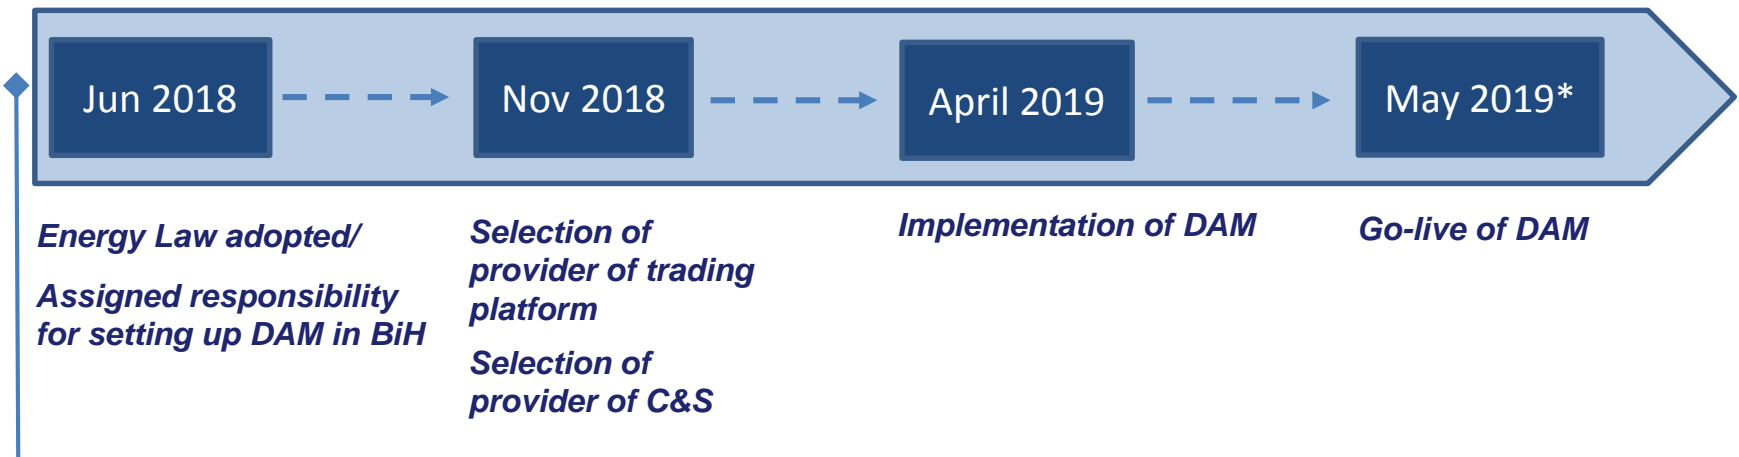 Jun 2018
Nov 2018
April 2019
May 2019*
Energy Law adopted/
Assigned responsibility
for setting up DAM in BiH
Selection of
provider of trading
platform
Selection of
provider of C&S
Implementation of DAM
Go-live of DAM